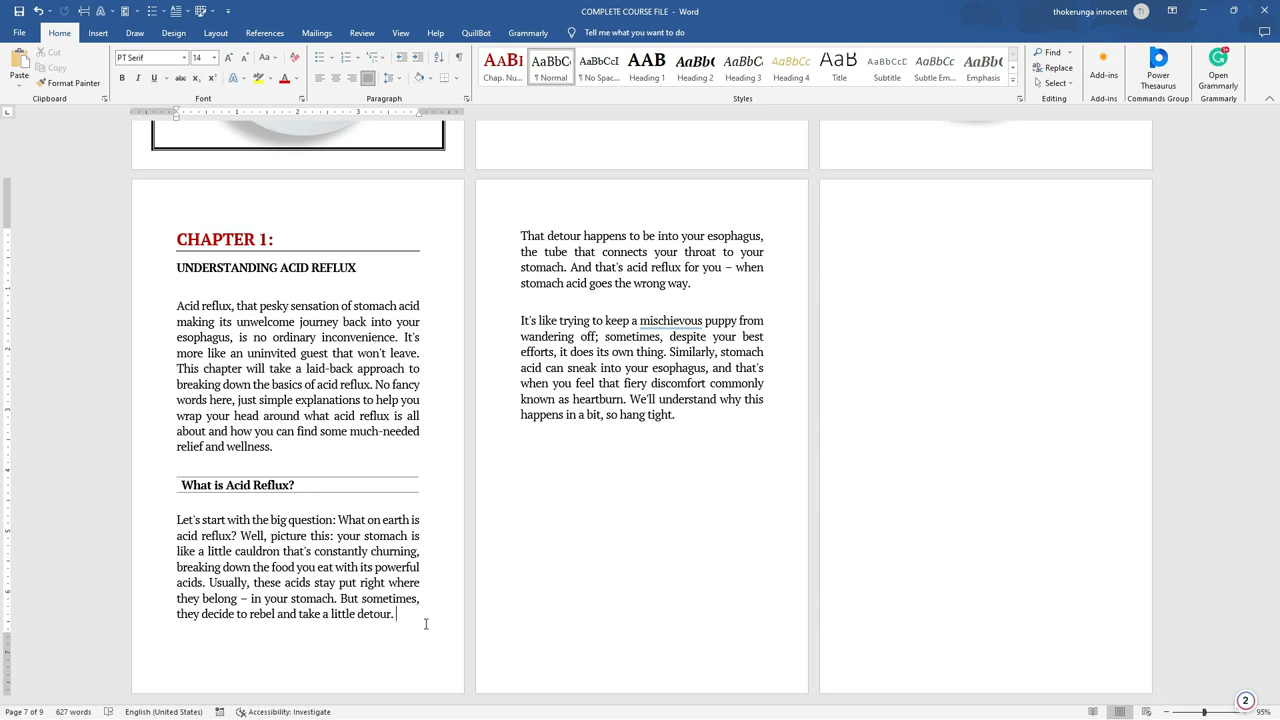 COMPLETE COURSE FILE - Word
thokerunga innocent
File Home Insert Draw Design Layout References Mailings Review View Help QuillBot Grammarly Tell me what you want to do
Paste
Cut
Copy
Format Painter
Clipboard
PT Serif 14
Font
Paragraph
Chap. Nu...
¶ Normal
¶ No Spac...
Heading 1
Heading 2
Heading 3
Heading 4
Title
Subtitle
Subtle Em...
Emphasis
Styles
Find
Replace
Select
Editing
Add-ins
Add-ins
Power Thesaurus
Commands Group
Open Grammarly
Grammarly
CHAPTER 1:
UNDERSTANDING ACID REFLUX
Acid reflux, that pesky sensation of stomach acid
making its unwelcome journey back into your
esophagus, is no ordinary inconvenience. It's
more like an uninvited guest that won't leave.
This chapter will take a laid-back approach to
breaking down the basics of acid reflux. No fancy
words here, just simple explanations to help you
wrap your head around what acid reflux is all
about and how you can find some much-needed
relief and wellness.
What is Acid Reflux?
Let's start with the big question: What on earth is
acid reflux? Well, picture this: your stomach is
like a little cauldron that's constantly churning,
breaking down the food you eat with its powerful
acids. Usually, these acids stay put right where
they belong – in your stomach. But sometimes,
they decide to rebel and take a little detour.
That detour happens to be into your esophagus,
the tube that connects your throat to your
stomach. And that's acid reflux for you – when
stomach acid goes the wrong way.
It's like trying to keep a mischievous puppy from
wandering off; sometimes, despite your best
efforts, it does its own thing. Similarly, stomach
acid can sneak into your esophagus, and that's
when you feel that fiery discomfort commonly
known as heartburn. We'll understand why this
happens in a bit, so hang tight.
Page 7 of 9 627 words English (United States) Accessibility: Investigate 95%
2